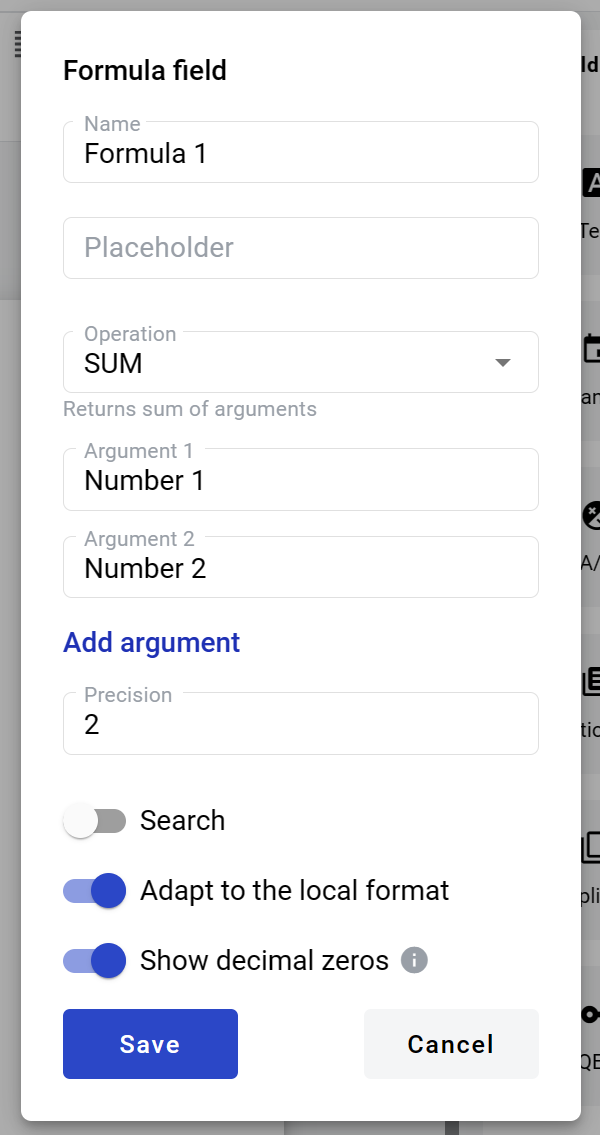 Formula field
Name
Formula 1
Placeholder
Operation
SUM
Returns sum of arguments
Argument 1
Number 1
Argument 2
Number 2
Add argument
Precision
2
Search
Adapt to the local format
Show decimal zeros
Save
Cancel